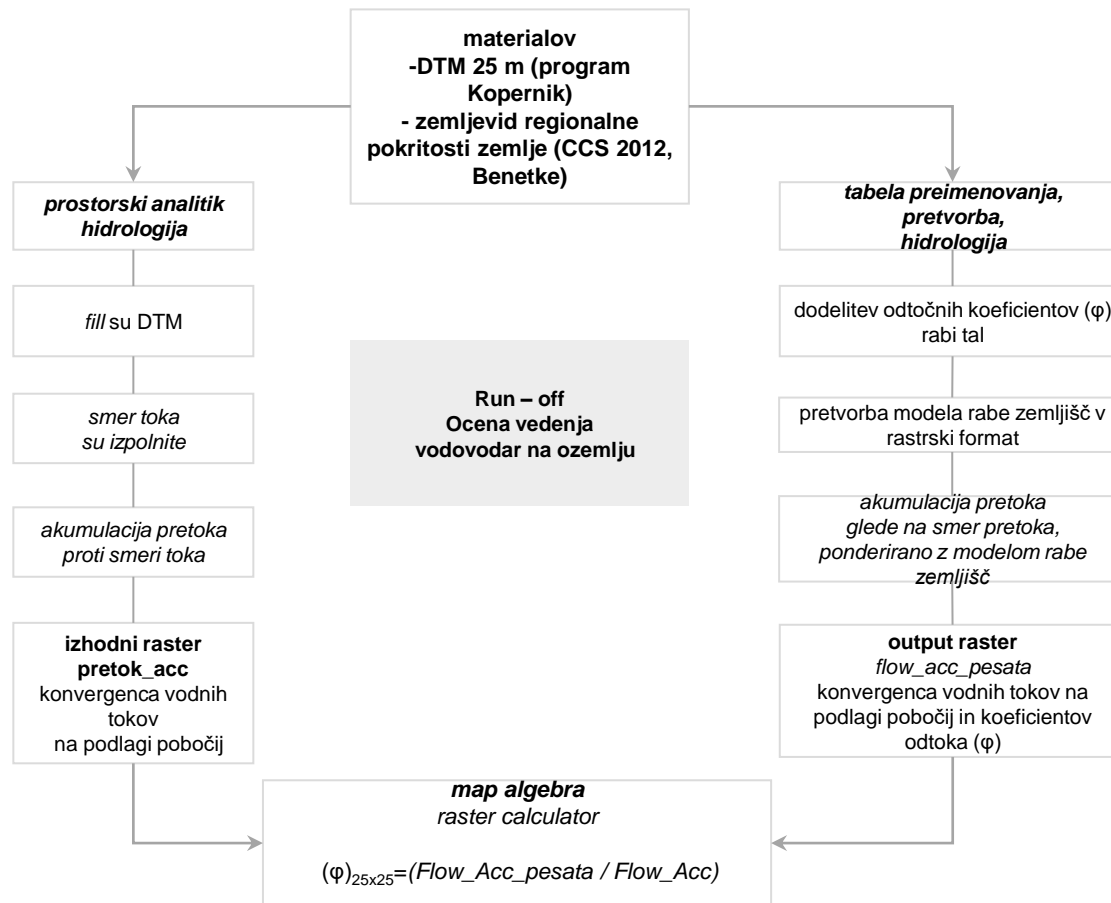 materialov
-DTM 25 m (program
Kopernik)
- zemljevid regionalne
pokritosti zemlje (CCS 2012,
Benetke)
prostorski analitik
hidrologija
fill su DTM
smer toka
su izpolnite
akumulacija pretoka
proti smeri toka
izhodni raster
pretok_acc
konvergenca vodnih
tokov
na podlagi pobočij
Run – off
Ocena vedenja
vodovodar na ozemlju
tabela preimenovanja,
pretvorba,
hidrologija
dodelitev odtočnih koeficientov (φ)
rabi tal
pretvorba modela rabe zemljišč v
rastrski format
akumulacija pretoka
glede na smer pretoka,
ponderirano z modelom rabe
zemljišč
output raster
flow_acc_pesata
konvergenca vodnih tokov na
podlagi pobočij in koeficientov
odtoka (φ)
map algebra
raster calculator
(φ)25x25=(Flow_Acc_pesata / Flow_Acc)